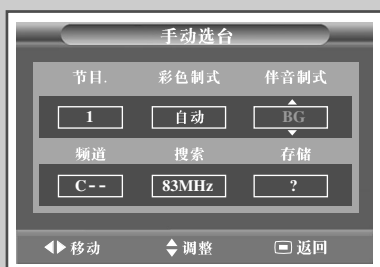 手动选台
节目. 彩色制式 伴音制式
1 自动 BG
频道 搜索 存储
C-- 83MHz ?
移动 调整 返回